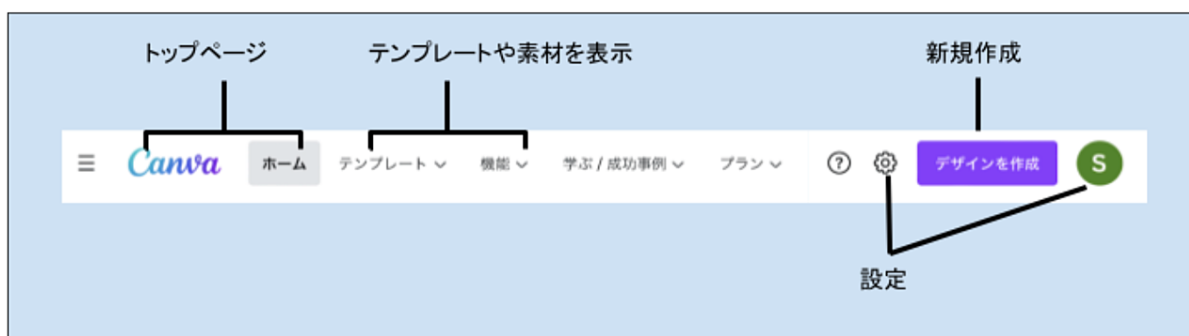 トップページ テンプレートや素材を表示 新規作成
Canva ホーム テンプレート 機能 学ぶ / 成功事例 プラン ? デザインを作成 S
設定